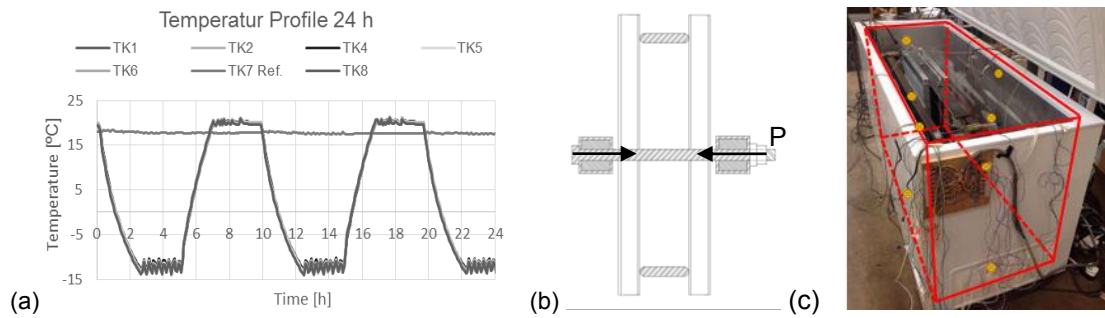 Temperatur Profile 24 h
TK1 TK2 TK4 TK5
TK6 TK7 Ref. TK8
Temperature [ºC]
25
15
5
-5
-15
0 2 4 6 8 10 12 14 16 18 20 22 24
Time [h]
(a)
P
(b)
(c)